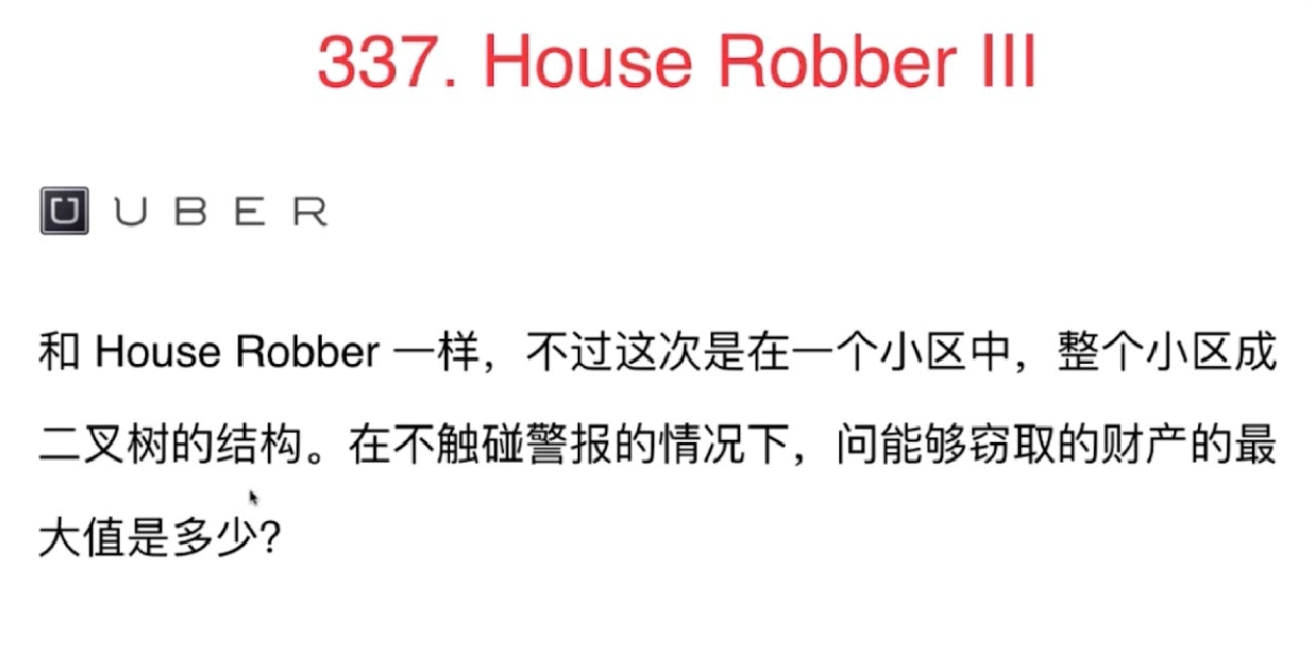 337. House Robber III
UBER
和 House Robber 一样，不过这次是在一个小区中，整个小区成
二叉树的结构。在不触碰警报的情况下，问能够窃取的财产的最
大值是多少?